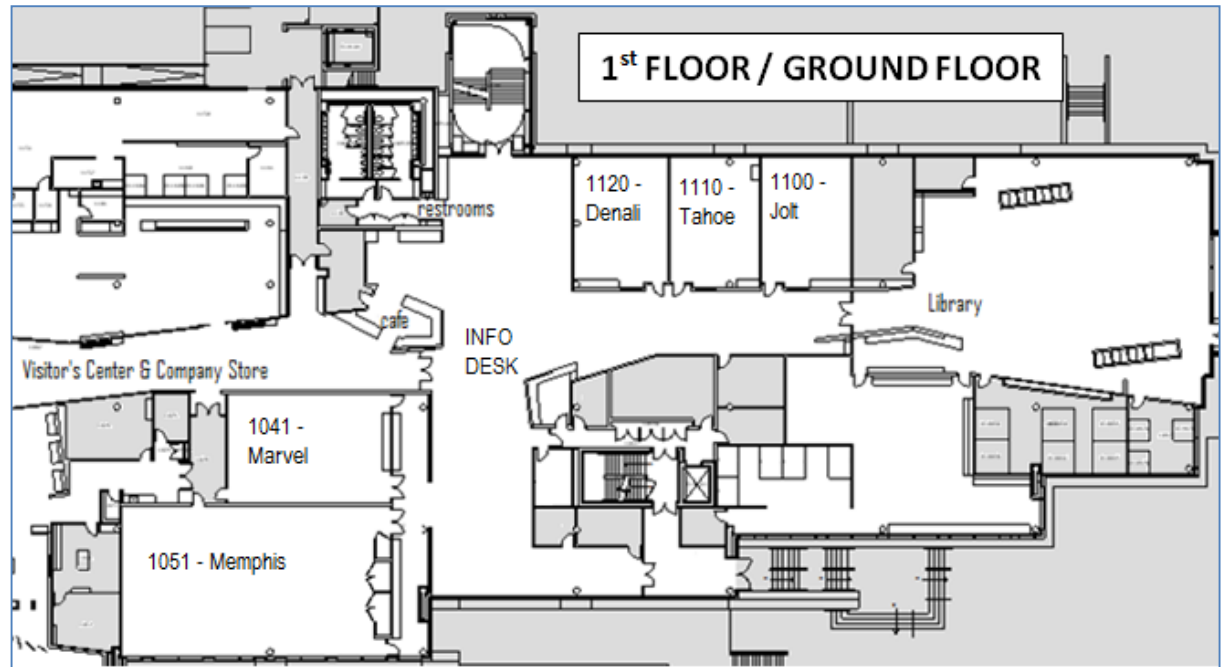 1st FLOOR / GROUND FLOOR
1120 -
Denali
1110 -
Tahoe
1100 -
Jolt
restrooms
Library
cafe
INFO
DESK
Visitor's Center & Company Store
1041 -
Marvel
1051 - Memphis